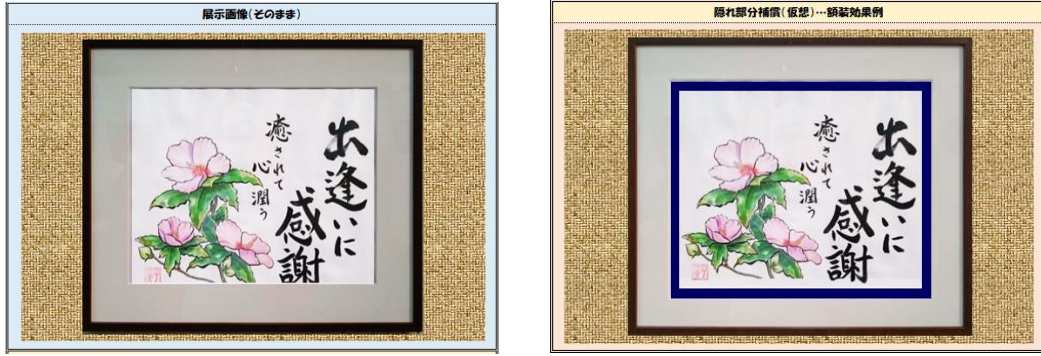 展示画像(そのまま)
出逢いに
感謝
癒されて
心潤う
隠れ部分補償(仮想)…額装効果例
出逢いに
感謝
癒されて
心潤う